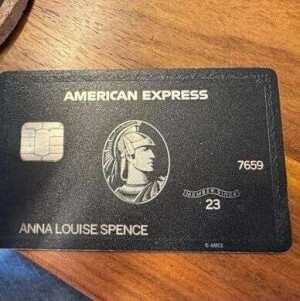 AMERICAN EXPRESS
7659
MEMBER SINCE
23
ANNA LOUISE SPENCE
© AMEX